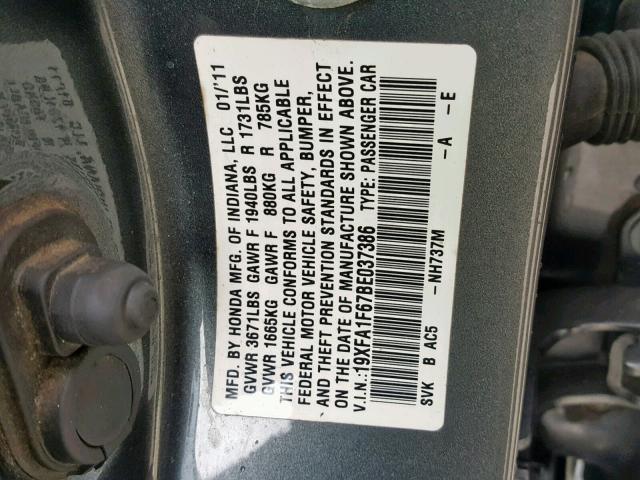 MFD. BY HONDA MFG. OF INDIANA, LLC 01/'11
GVWR 3671LBS GAWR F 1940LBS R 1731LBS
GVWR 1665KG GAWR F 880KG R 785KG
THIS VEHICLE CONFORMS TO ALL APPLICABLE
FEDERAL MOTOR VEHICLE SAFETY, BUMPER,
AND THEFT PREVENTION STANDARDS IN EFFECT
ON THE DATE OF MANUFACTURE SHOWN ABOVE.
V.I.N.:19XFA1F67BE037386 TYPE: PASSENGER CAR
SVK B AC5 -NH737M -A -E